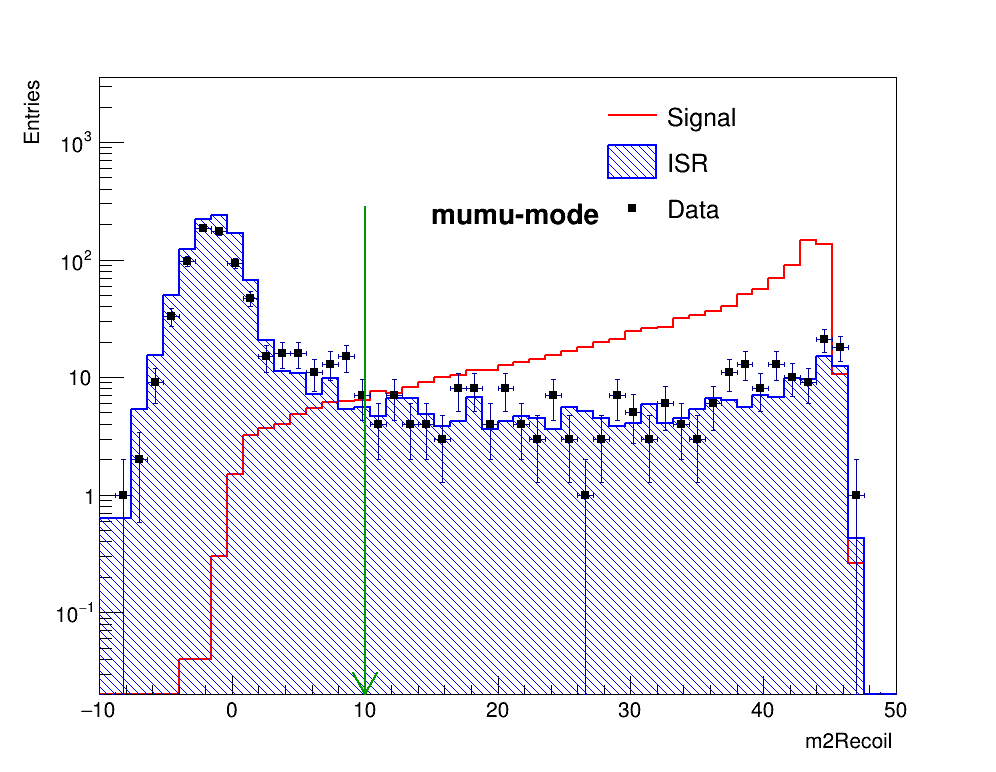 Entries
10³
10²
10
1
10⁻¹
Signal
ISR
mumu-mode
Data
−10 0 10 20 30 40 50
m2Recoil